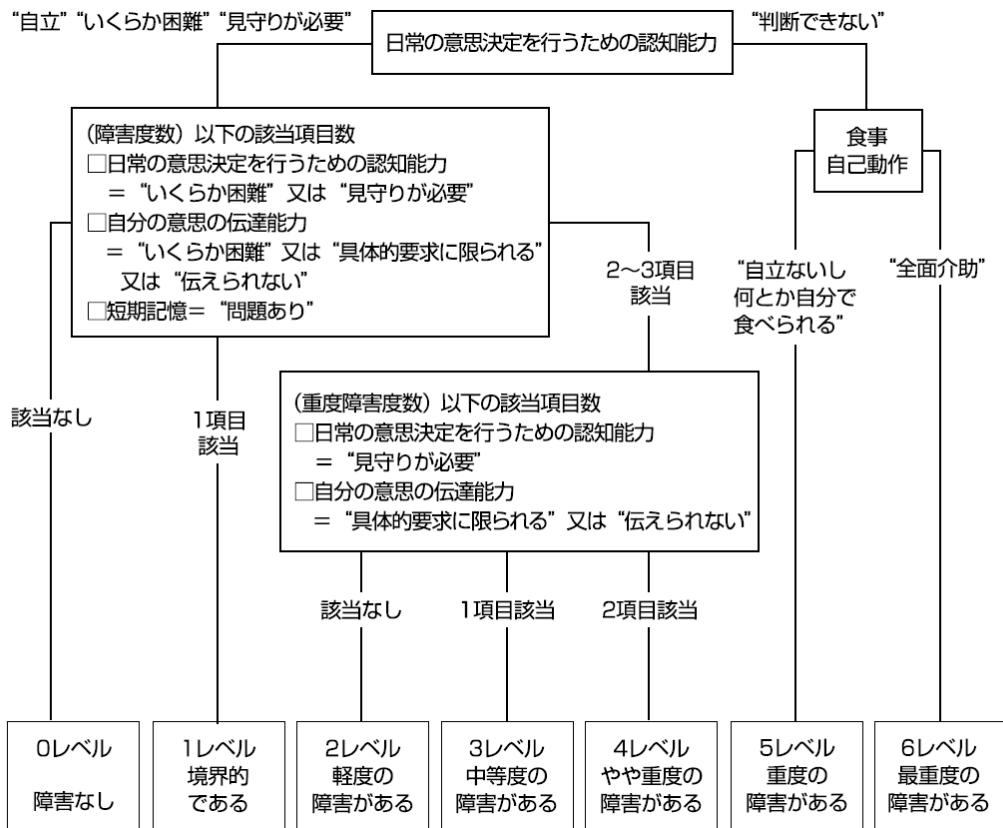 “自立”“いくらか困難”“見守りが必要”
日常の意思決定を行うための認知能力
“判断できない”
(障害度数)以下の該当項目数
□日常の意思決定を行うための認知能力
=“いくらか困難”又は“見守りが必要”
□自分の意思の伝達能力
=“いくらか困難”又は“具体的要求に限られる”
又は“伝えられない”
□短期記憶=“問題あり”
食事
自己動作
2〜3項目
該当
“自立ないし
何とか自分で
食べられる”
“全面介助”
該当なし
1項目
該当
(重度障害度数)以下の該当項目数
□日常の意思決定を行うための認知能力
=“見守りが必要”
□自分の意思の伝達能力
=“具体的要求に限られる”又は“伝えられない”
該当なし
1項目該当
2項目該当
0レベル
障害なし
1レベル
境界的
である
2レベル
軽度の
障害がある
3レベル
中等度の
障害がある
4レベル
やや重度の
障害がある
5レベル
重度の
障害がある
6レベル
最重度の
障害がある